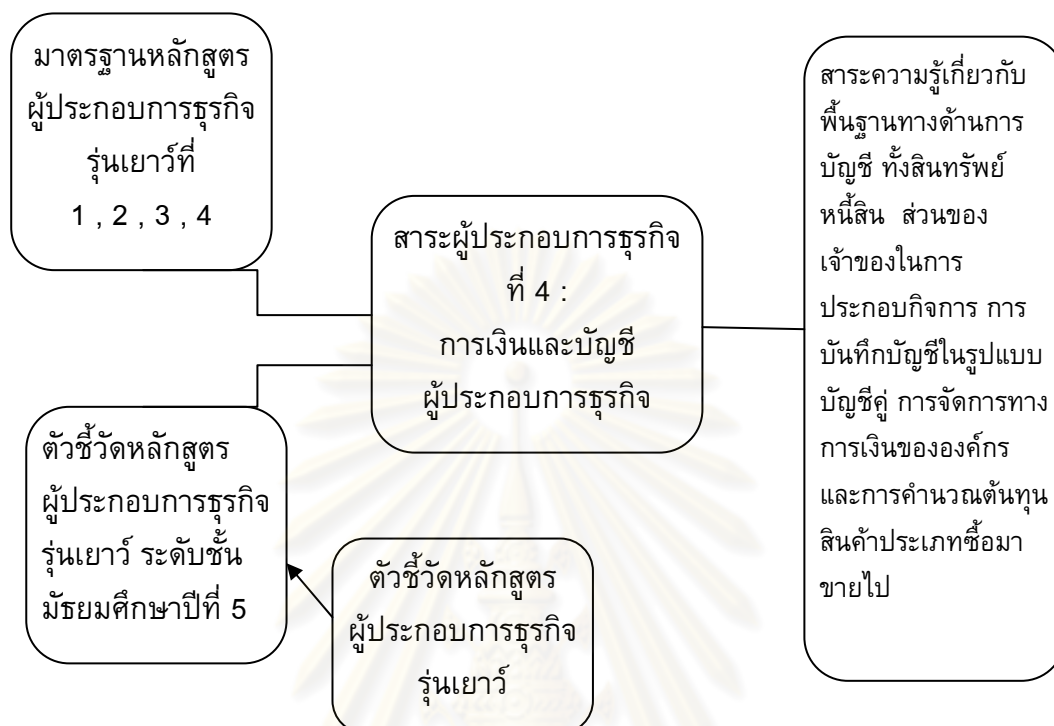 มาตรฐานหลักสูตร
ผู้ประกอบการธุรกิจ
รุ่นเยาว์ที่
1 , 2 , 3 , 4
สาระผู้ประกอบการธุรกิจ
ที่ 4 :
การเงินและบัญชี
ผู้ประกอบการธุรกิจ
สาระความรู้เกี่ยวกับ
พื้นฐานทางด้านการ
บัญชี ทั้งสินทรัพย์
หนี้สิน ส่วนของ
เจ้าของในการ
ประกอบกิจการ การ
บันทึกบัญชีในรูปแบบ
บัญชีคู่ การจัดการทาง
การเงินขององค์กร
และการคำนวณต้นทุน
สินค้าประเภทซื้อมา
ขายไป
ตัวชี้วัดหลักสูตร
ผู้ประกอบการธุรกิจ
รุ่นเยาว์ ระดับชั้น
มัธยมศึกษาปีที่ 5
ตัวชี้วัดหลักสูตร
ผู้ประกอบการธุรกิจ
รุ่นเยาว์